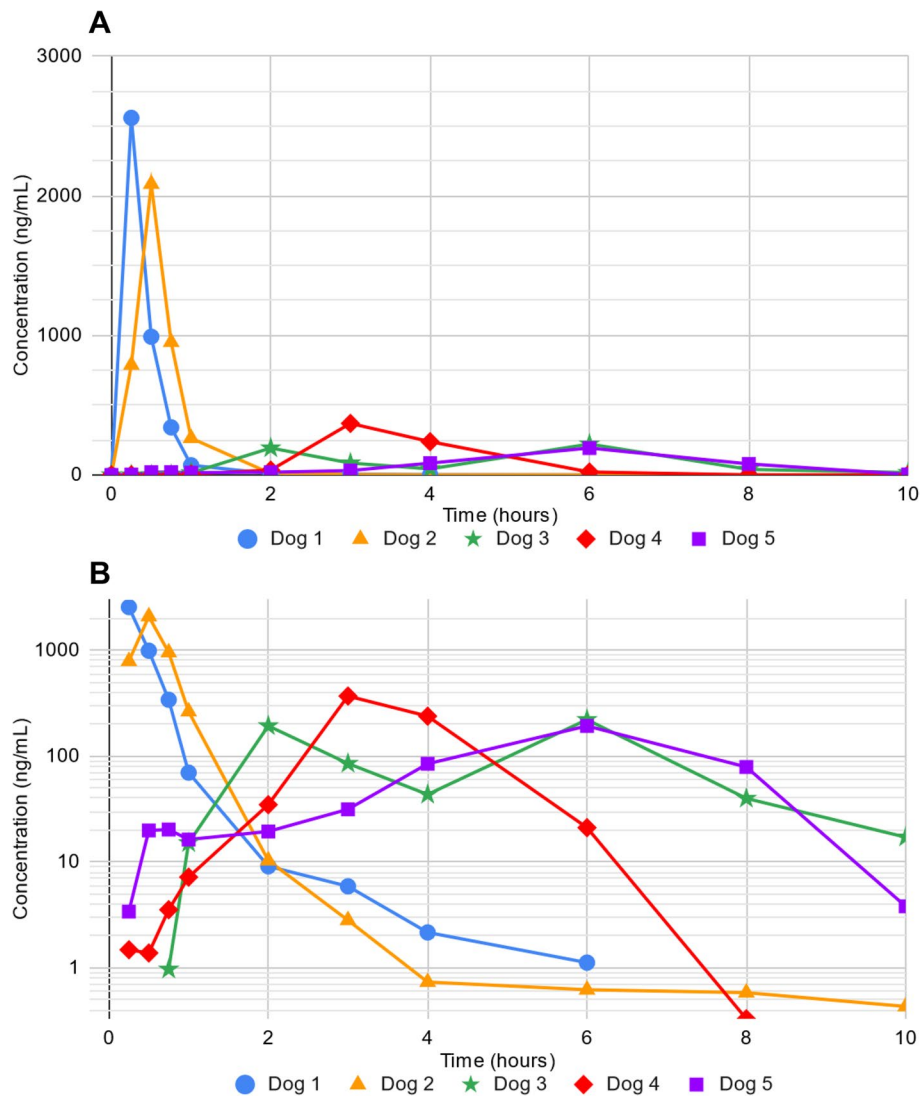 A
3000
2000
1000
0
Concentration (ng/mL)
0 2 4 6 8 10
Time (hours)
Dog 1 Dog 2 Dog 3 Dog 4 Dog 5
B
1000
100
10
1
Concentration (ng/mL)
0 2 4 6 8 10
Time (hours)
Dog 1 Dog 2 Dog 3 Dog 4 Dog 5